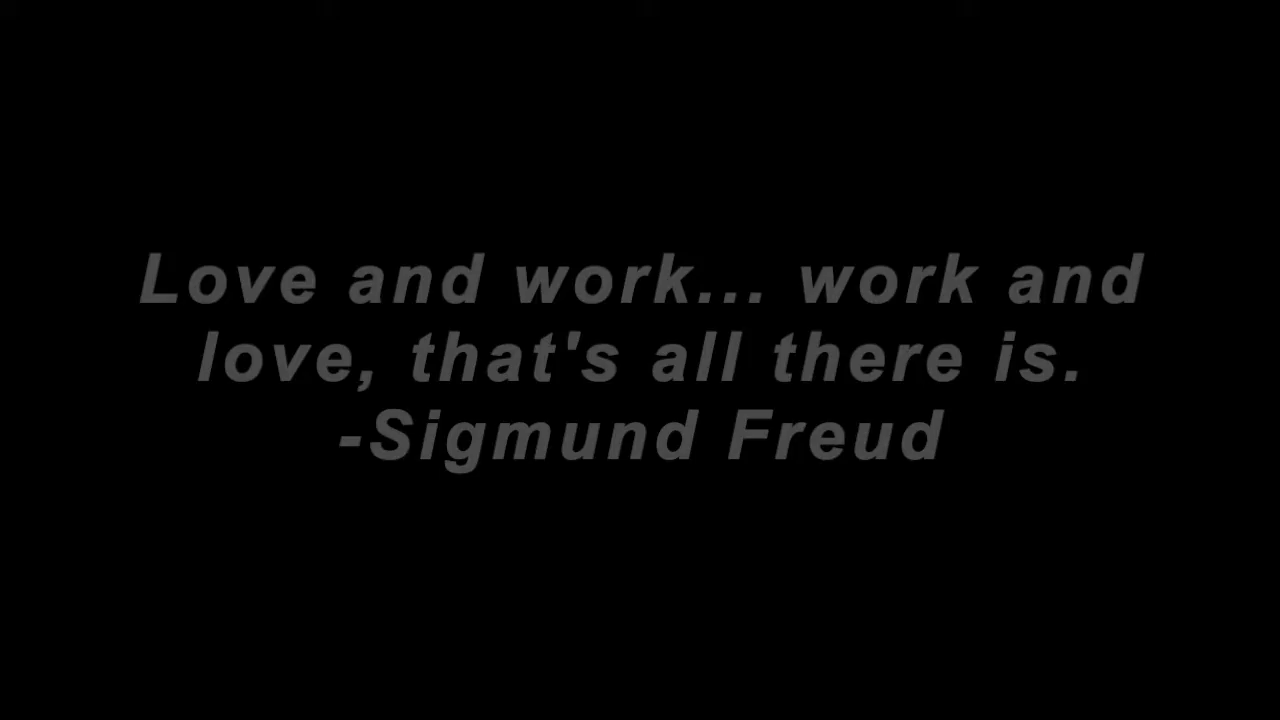 Love and work... work and
love, that's all there is.
-Sigmund Freud